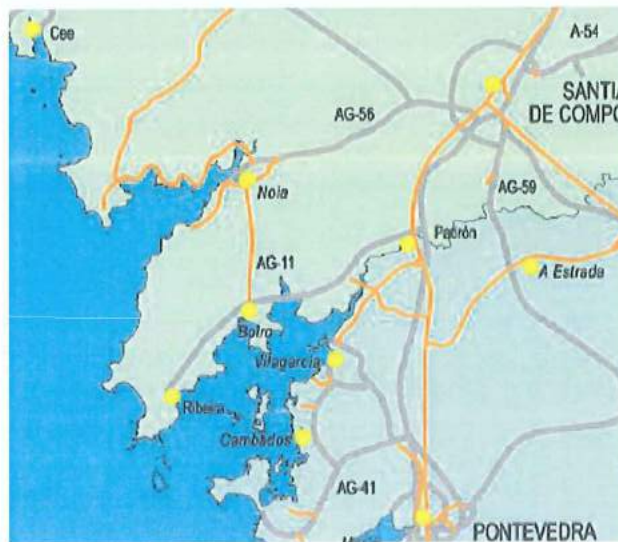 Cee
A-54
SANTIA
DE COMPO
AG-56
AG-59
Noia
Padrón
A Estrada
AG-11
Boiro
Vilagarcía
Ribeira
Cambados
AG-41
PONTEVEDRA